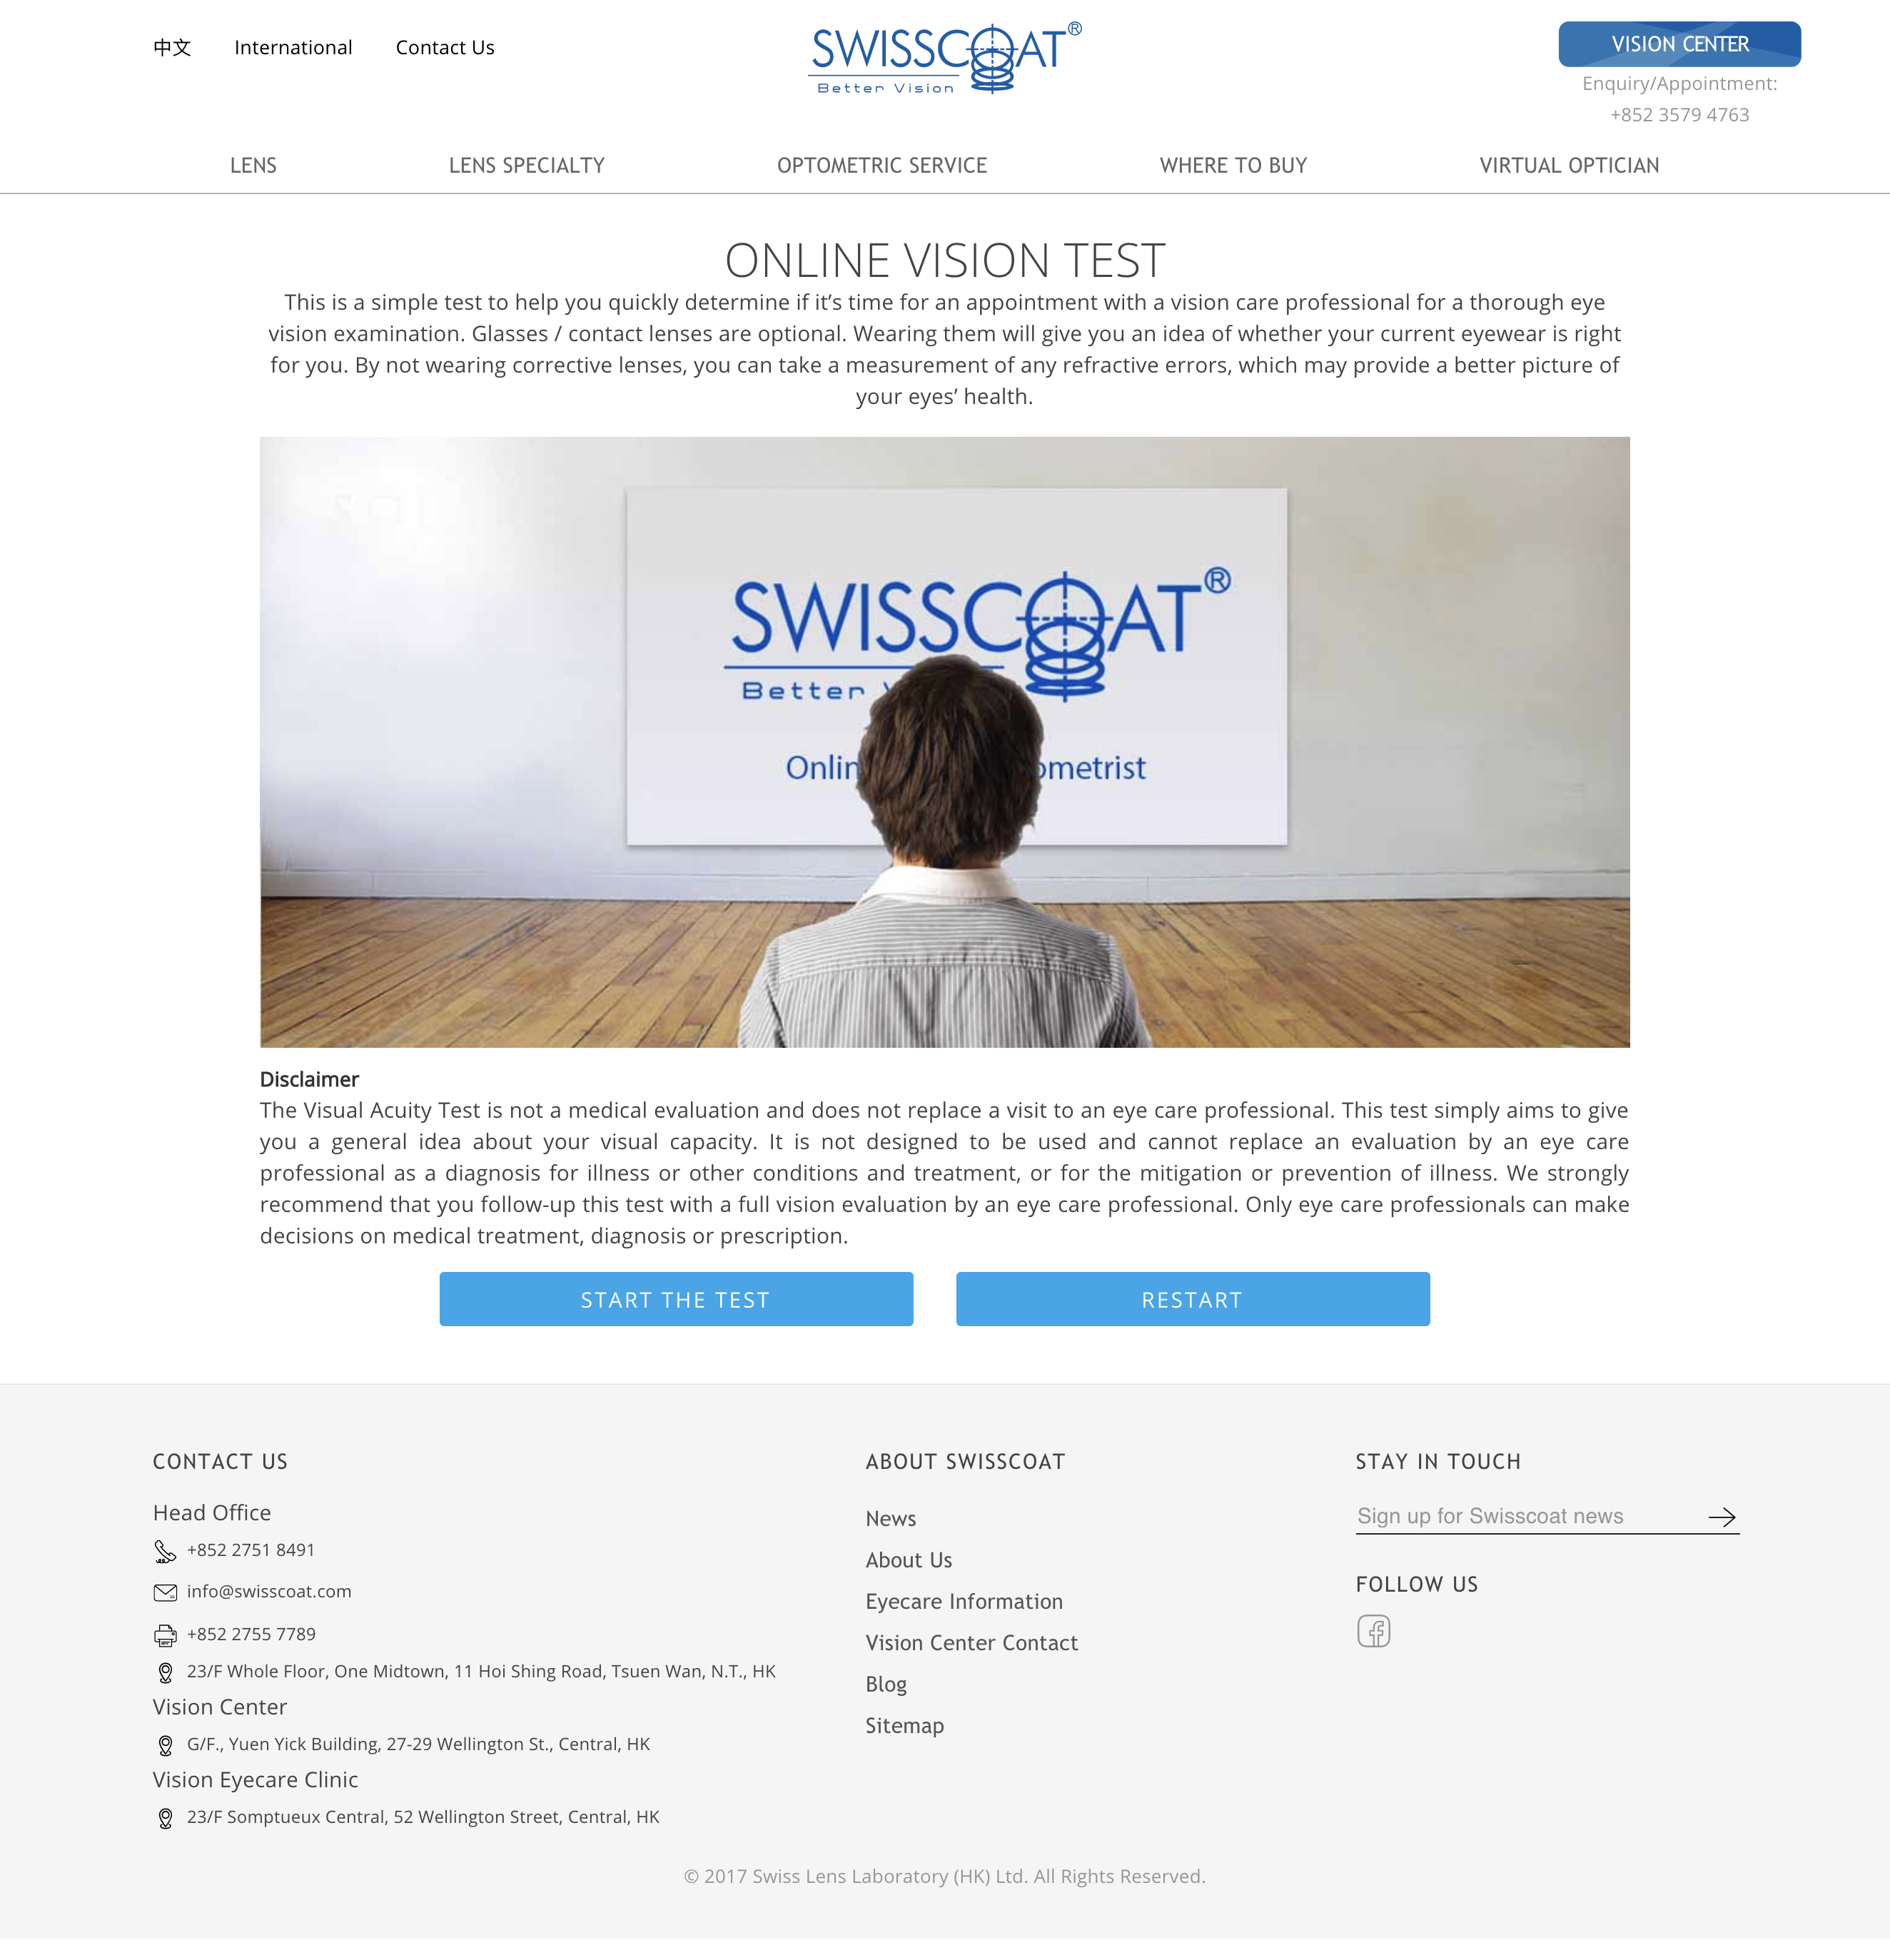 中文 International Contact Us
SWISSCOAT®
Better Vision
VISION CENTER
Enquiry/Appointment:
+852 3579 4763
LENS LENS SPECIALTY OPTOMETRIC SERVICE WHERE TO BUY VIRTUAL OPTICIAN
ONLINE VISION TEST
This is a simple test to help you quickly determine if it’s time for an appointment with a vision care professional for a thorough eye
vision examination. Glasses / contact lenses are optional. Wearing them will give you an idea of whether your current eyewear is right
for you. By not wearing corrective lenses, you can take a measurement of any refractive errors, which may provide a better picture of
your eyes’ health.
SWISSCOAT®
Better
Disclaimer
The Visual Acuity Test is not a medical evaluation and does not replace a visit to an eye care professional. This test simply aims to give
you a general idea about your visual capacity. It is not designed to be used and cannot replace an evaluation by an eye care
professional as a diagnosis for illness or other conditions and treatment, or for the mitigation or prevention of illness. We strongly
recommend that you follow-up this test with a full vision evaluation by an eye care professional. Only eye care professionals can make
decisions on medical treatment, diagnosis or prescription.
START THE TEST RESTART
CONTACT US
Head Office
+852 2751 8491
info@swisscoat.com
+852 2755 7789
23/F Whole Floor, One Midtown, 11 Hoi Shing Road, Tsuen Wan, N.T., HK
Vision Center
G/F., Yuen Yick Building, 27-29 Wellington St., Central, HK
Vision Eyecare Clinic
23/F Somptueux Central, 52 Wellington Street, Central, HK
ABOUT SWISSCOAT
News
About Us
Eyecare Information
Vision Center Contact
Blog
Sitemap
STAY IN TOUCH
Sign up for Swisscoat news
FOLLOW US
© 2017 Swiss Lens Laboratory (HK) Ltd. All Rights Reserved.